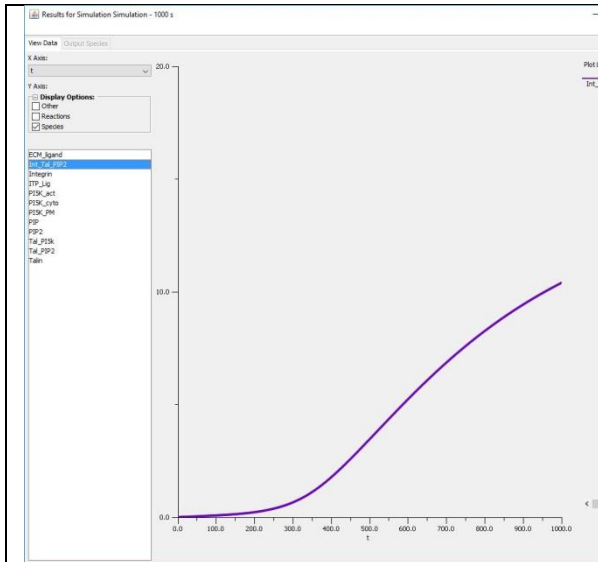 Results for Simulation Simulation - 1000 s
View Data Output Species
X Axis:
t
Y Axis:
Display Options:
Other
Reactions
Species
ECM_ligand
Int_Tal_PIP2
Integrin
ITP_Lig
PI5K_act
PI5K_cyto
PI5K_PM
PIP
PIP2
Tal_PI5k
Tal_PIP2
Talin
20.0
10.0
0.0
0.0 100.0 200.0 300.0 400.0 500.0 600.0 700.0 800.0 900.0 1000.0
t
Plot L
Int_